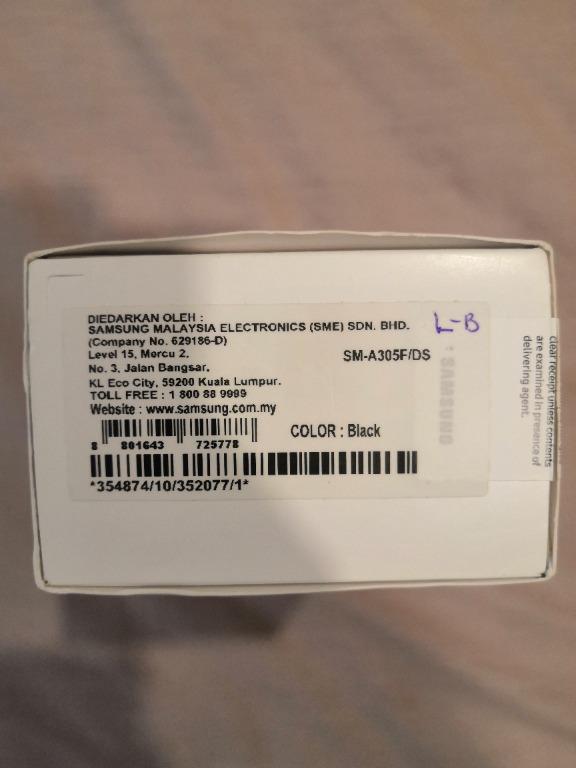 DIEDARKAN OLEH :
SAMSUNG MALAYSIA ELECTRONICS (SME) SDN. BHD.
(Company No. 629186-D)
Level 15, Mercu 2,
No. 3, Jalan Bangsar,
KL Eco City, 59200 Kuala Lumpur.
TOLL FREE : 1 800 88 9999
Website : www.samsung.com.my
L-B
SM-A305F/DS
COLOR : Black
8 801643 725778
*354874/10/352077/1*
: SAMSUNG
clear receipt unless contents
are examined in presence of
delivering agent.